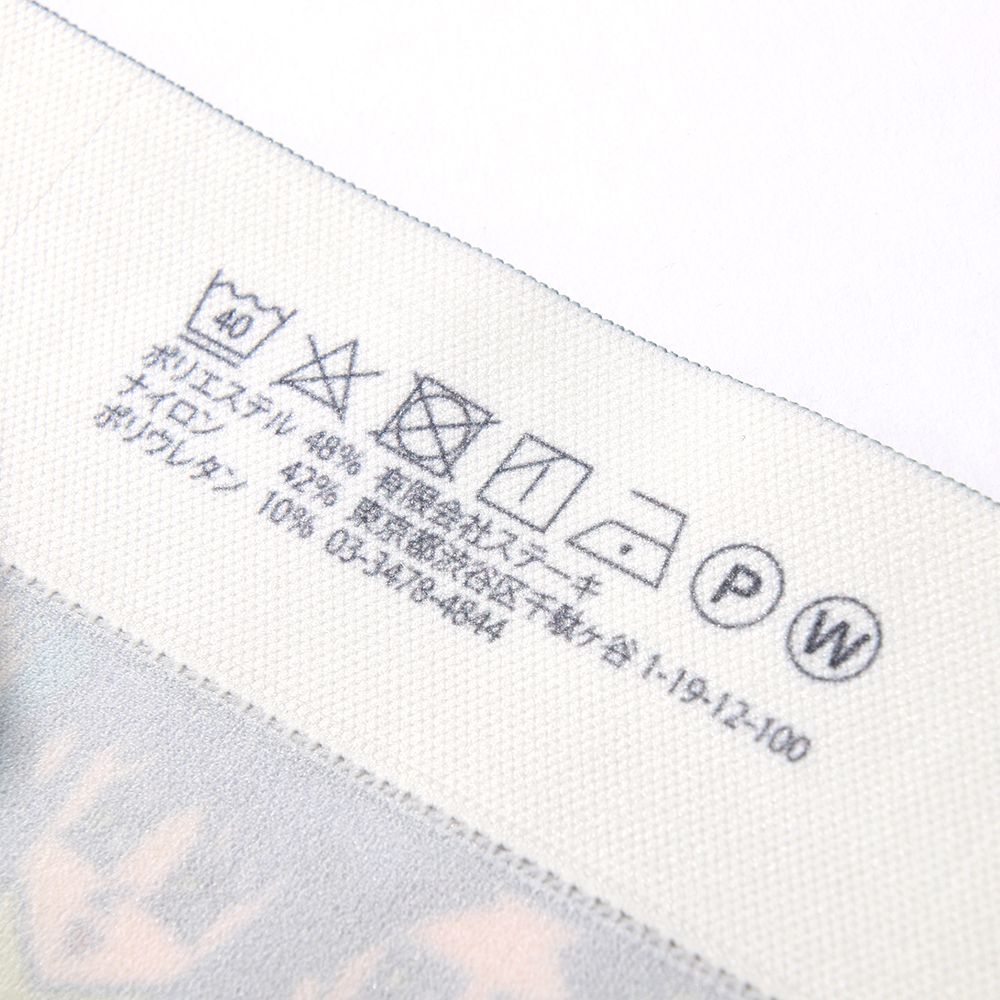 40
P W
ポリエステル 48%
ナイロン 42%
ポリウレタン 10%
有限会社ステーキ
東京都渋谷区千駄ヶ谷 1-19-12-100
03-3478-4844